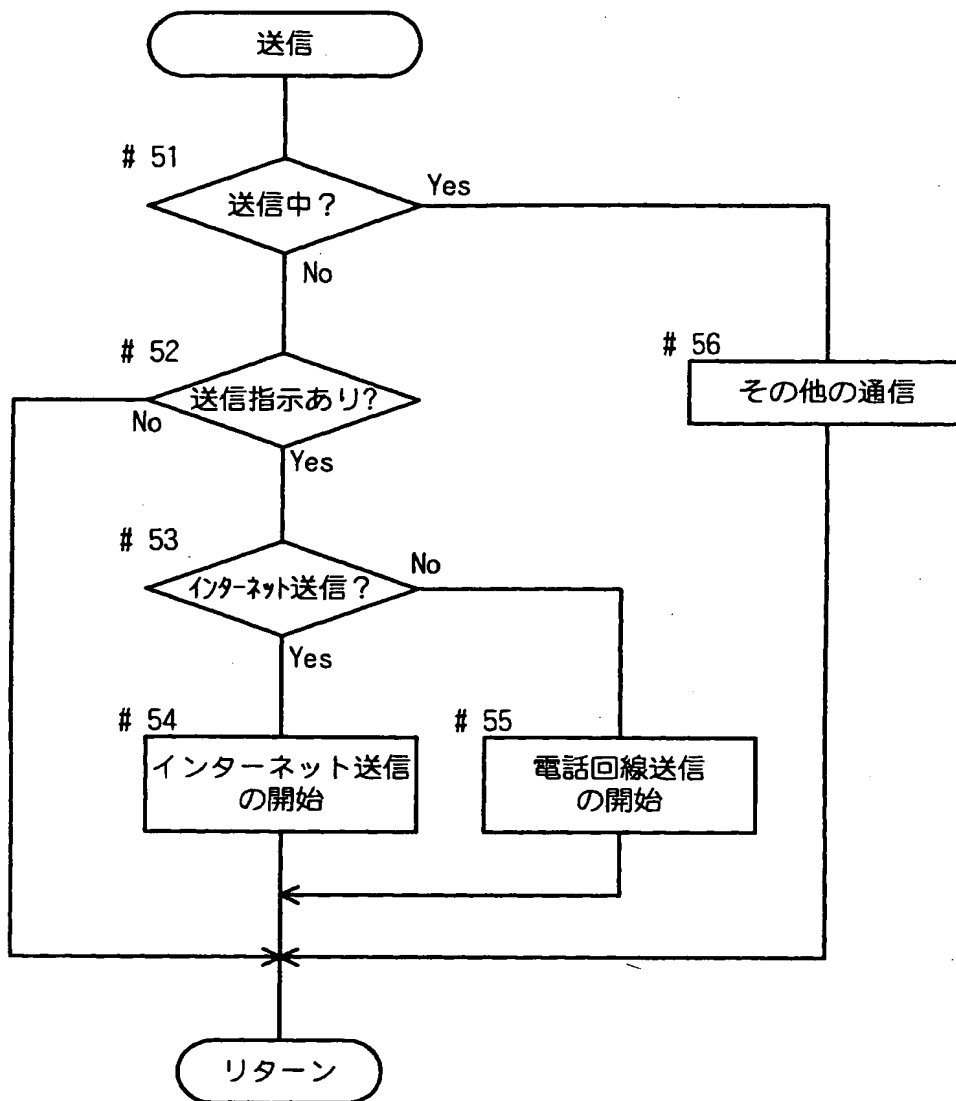 送信
# 51
送信中?
Yes
No
# 52
送信指示あり?
No
Yes
# 56
その他の通信
# 53
インターネット送信?
No
Yes
# 54
インターネット送信
の開始
# 55
電話回線送信
の開始
リターン